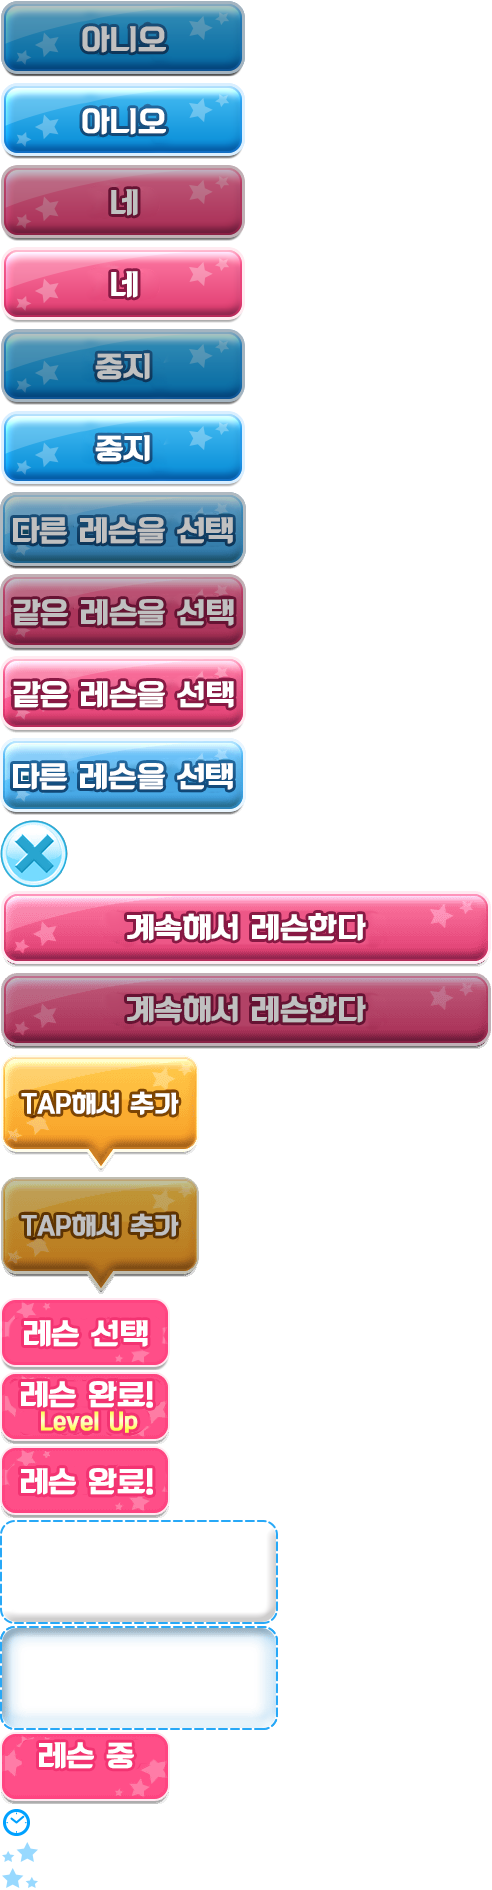 아니오
아니오
네
네
중지
중지
다른 레슨을 선택
같은 레슨을 선택
같은 레슨을 선택
다른 레슨을 선택
계속해서 레슨한다
계속해서 레슨한다
TAP해서 추가
TAP해서 추가
레슨 선택
레슨 완료!
Level Up
레슨 완료!
레슨 중